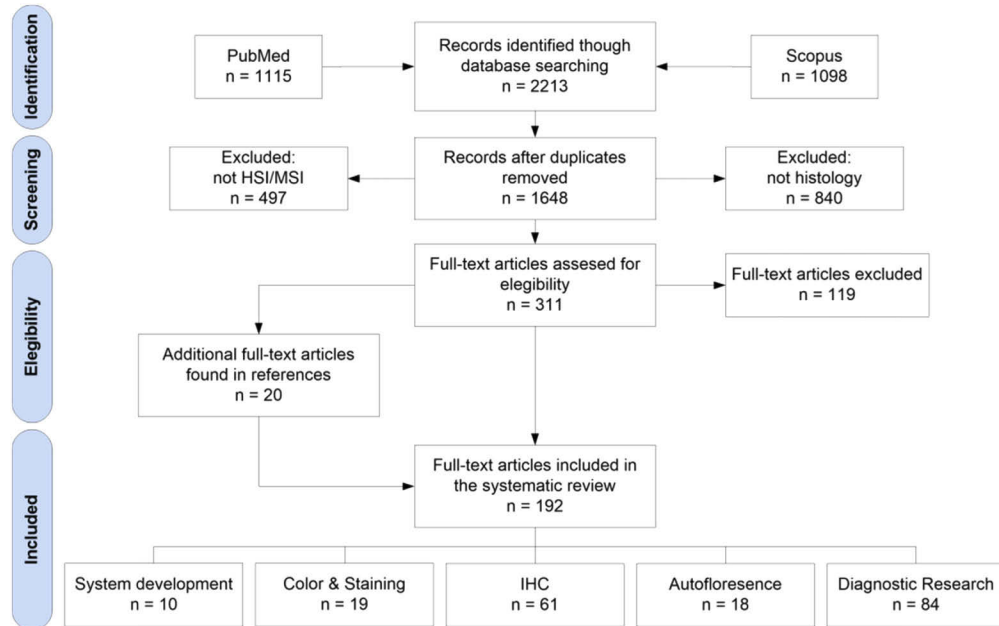 Identification
PubMed
n = 1115
Records identified though
database searching
n = 2213
Scopus
n = 1098
Screening
Excluded:
not HSI/MSI
n = 497
Records after duplicates
removed
n = 1648
Excluded:
not histology
n = 840
Elegibility
Full-text articles assesed for
elegibility
n = 311
Full-text articles excluded
n = 119
Additional full-text articles
found in references
n = 20
Included
Full-text articles included in
the systematic review
n = 192
System development
n = 10
Color & Staining
n = 19
IHC
n = 61
Autofloresence
n = 18
Diagnostic Research
n = 84